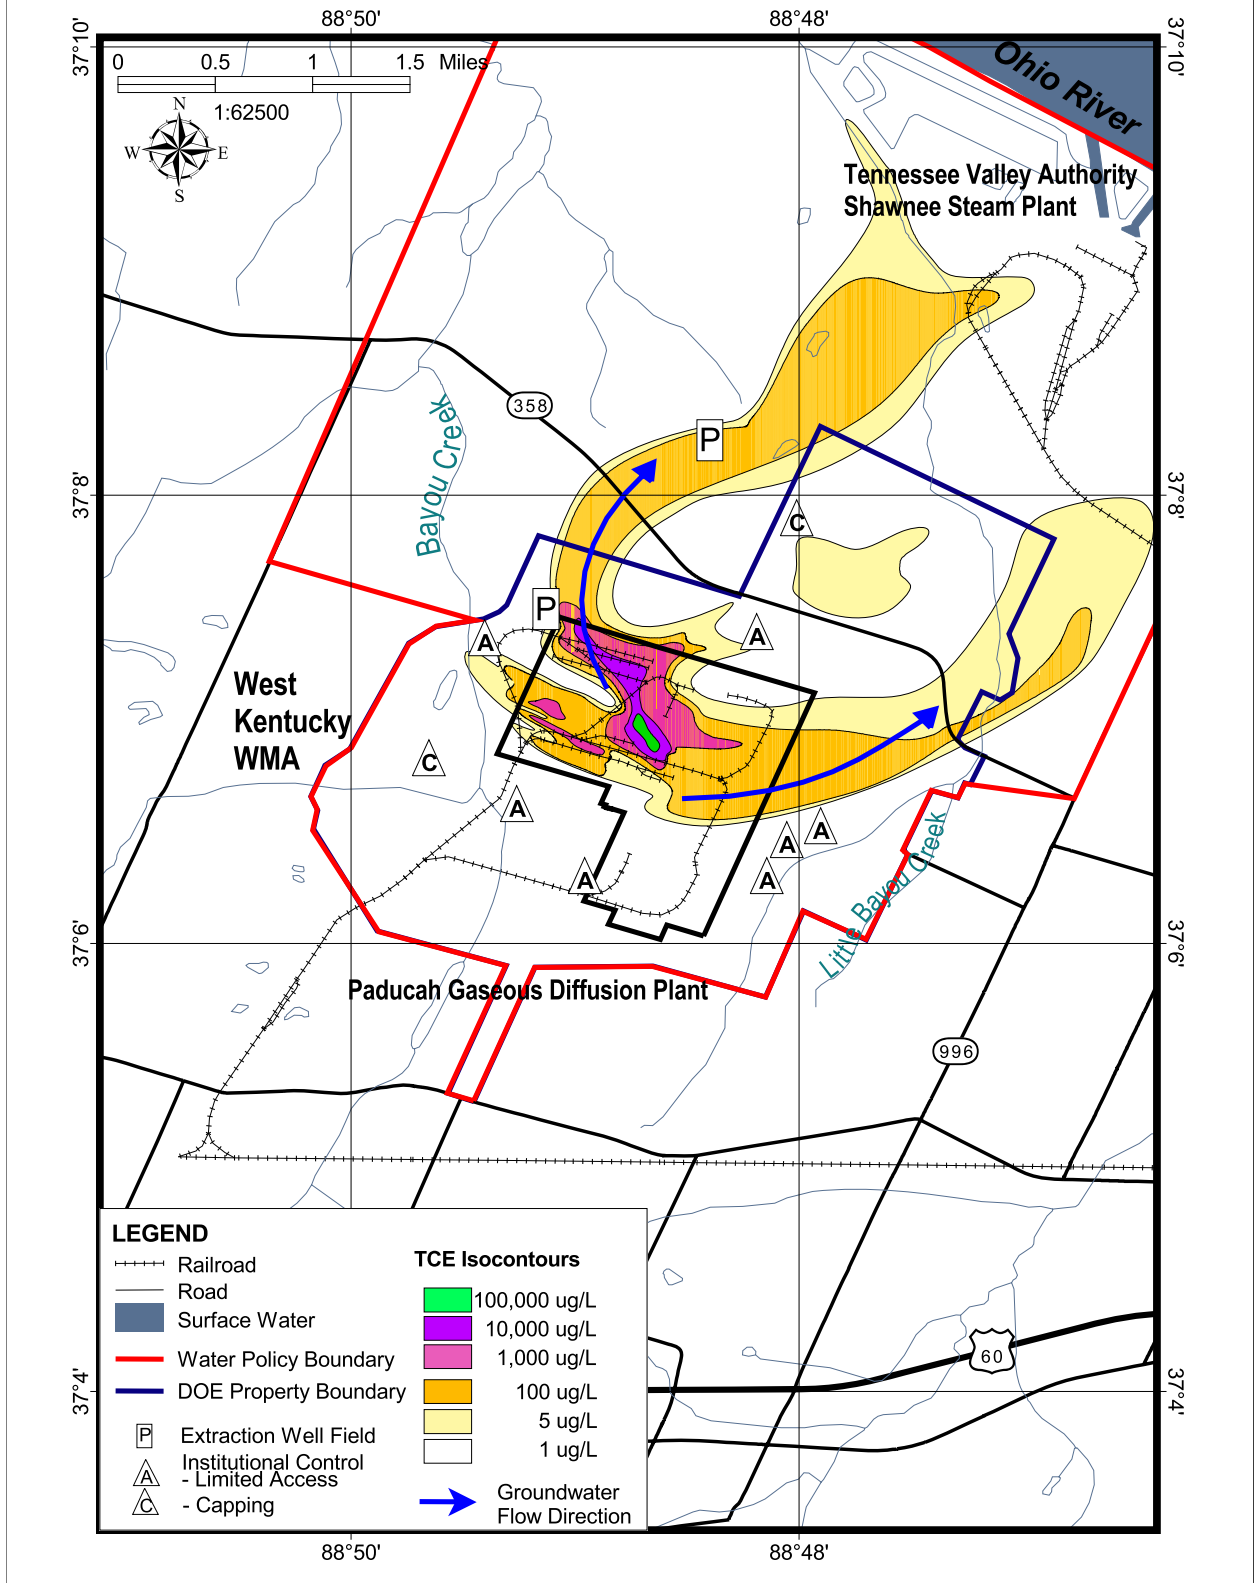 88°50'
88°48'
37°10'
37°10'
0 0.5 1 1.5 Miles
1:62500
N
W E
S
Ohio River
Tennessee Valley Authority
Shawnee Steam Plant
358
Bayou Creek
P
37°8'
37°8'
C
P
A
A
West
Kentucky
WMA
C
A
A
A
A
A
Little Bayou Creek
37°6'
37°6'
Paducah Gaseous Diffusion Plant
996
60
37°4'
37°4'
LEGEND
Railroad
Road
Surface Water
Water Policy Boundary
DOE Property Boundary
P Extraction Well Field
Institutional Control
A - Limited Access
C - Capping
TCE Isocontours
100,000 ug/L
10,000 ug/L
1,000 ug/L
100 ug/L
5 ug/L
1 ug/L
Groundwater
Flow Direction
88°50'
88°48'